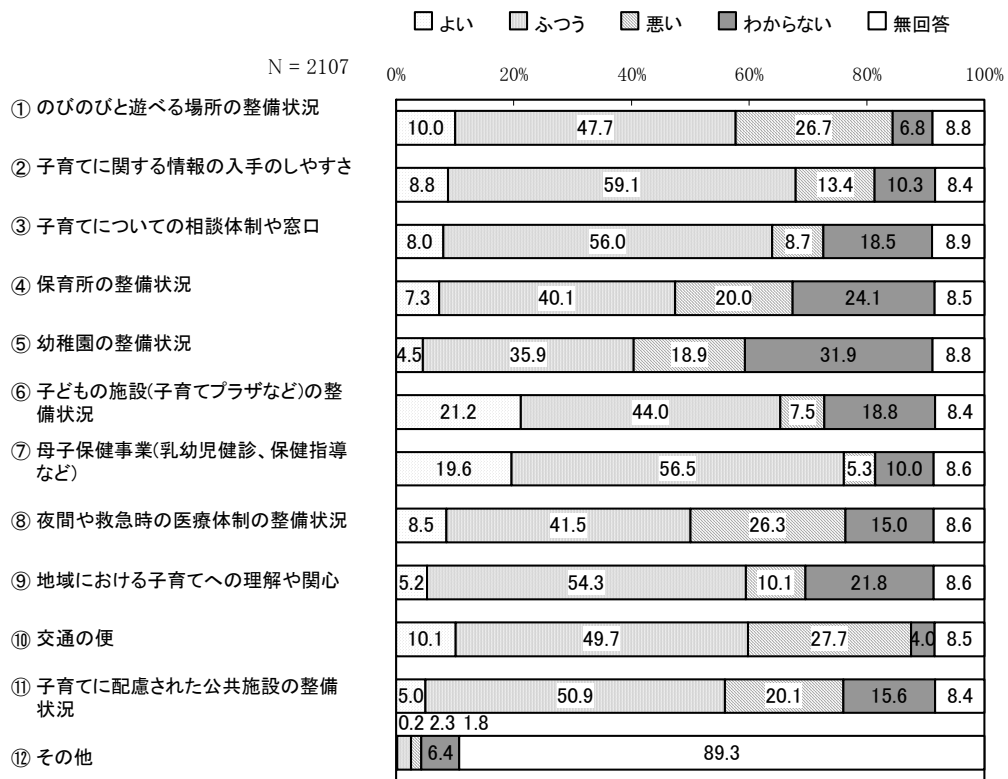 よい ふつう 悪い わからない 無回答
N = 2107
0% 20% 40% 60% 80% 100%
① のびのびと遊べる場所の整備状況
10.0 47.7 26.7 6.8 8.8
② 子育てに関する情報の入手のしやすさ
8.8 59.1 13.4 10.3 8.4
③ 子育てについての相談体制や窓口
8.0 56.0 8.7 18.5 8.9
④ 保育所の整備状況
7.3 40.1 20.0 24.1 8.5
⑤ 幼稚園の整備状況
4.5 35.9 18.9 31.9 8.8
⑥ 子どもの施設(子育てプラザなど)の整
備状況
21.2 44.0 7.5 18.8 8.4
⑦ 母子保健事業(乳幼児健診、保健指導
など)
19.6 56.5 5.3 10.0 8.6
⑧ 夜間や救急時の医療体制の整備状況
8.5 41.5 26.3 15.0 8.6
⑨ 地域における子育てへの理解や関心
5.2 54.3 10.1 21.8 8.6
⑩ 交通の便
10.1 49.7 27.7 4.0 8.5
⑪ 子育てに配慮された公共施設の整備
状況
5.0 50.9 20.1 15.6 8.4
0.2 2.3 1.8
⑫ その他
6.4 89.3